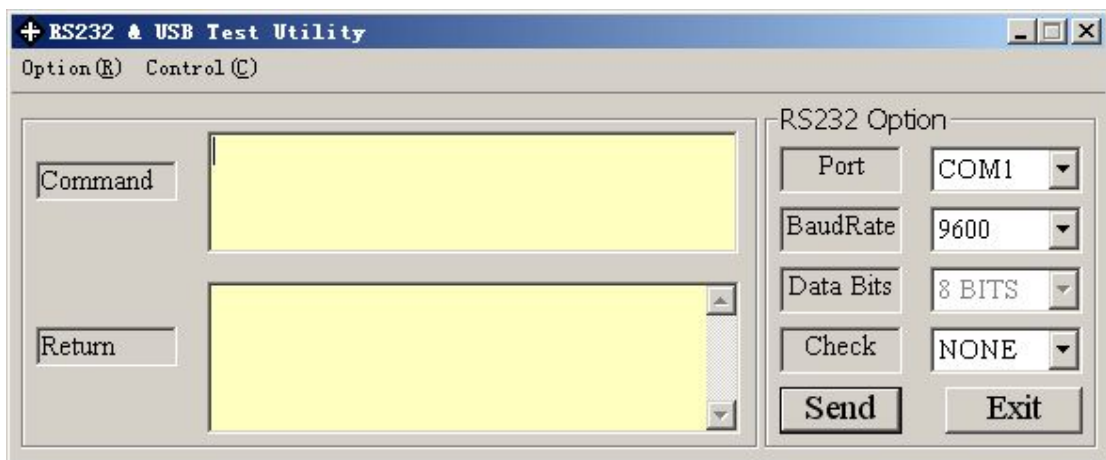 RS232 & USB Test Utility
Option(R) Control(C)
Command
Return
RS232 Option
Port COM1
BaudRate 9600
Data Bits 8 BITS
Check NONE
Send Exit